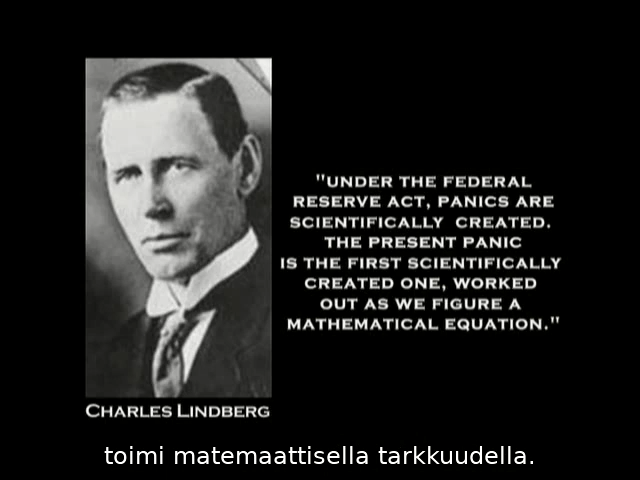 "UNDER THE FEDERAL
RESERVE ACT, PANICS ARE
SCIENTIFICALLY CREATED.
THE PRESENT PANIC
IS THE FIRST SCIENTIFICALLY
CREATED ONE, WORKED
OUT AS WE FIGURE A
MATHEMATICAL EQUATION."
CHARLES LINDBERG
toimi matemaattisella tarkkuudella.